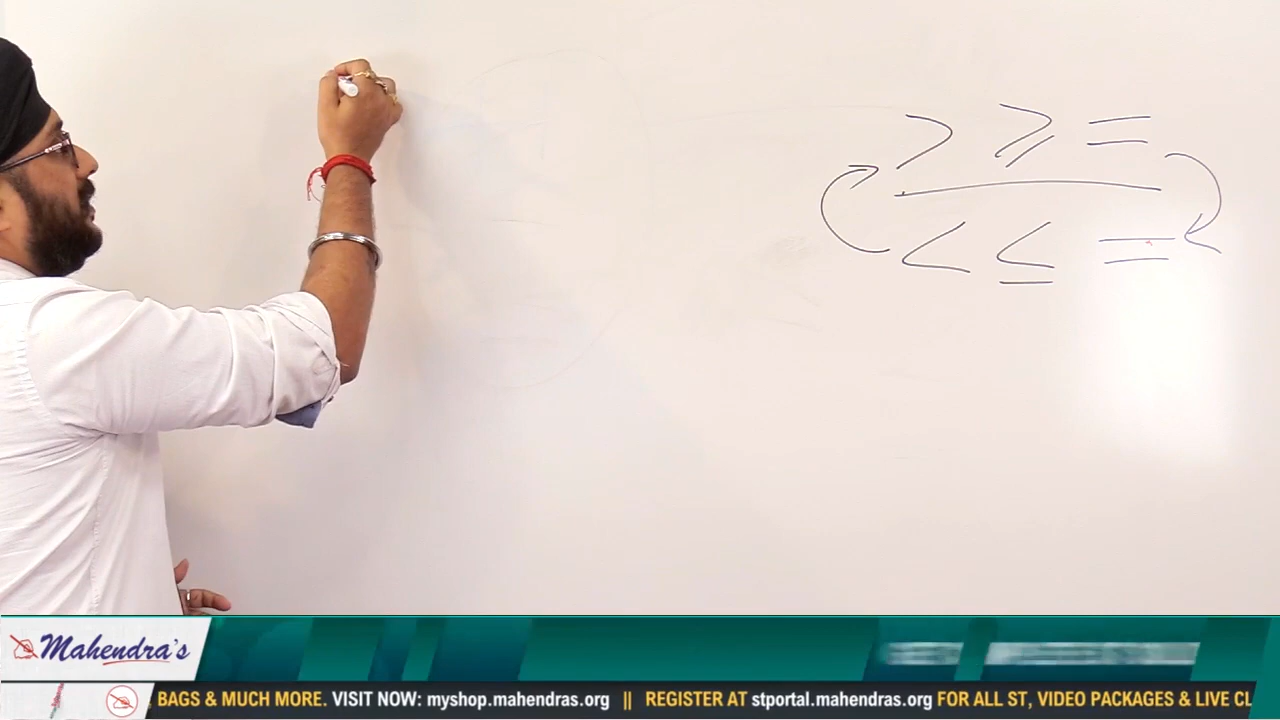 > ≥ =
< ≤ =
Mahendra's
BAGS & MUCH MORE. VISIT NOW: myshop.mahendras.org || REGISTER AT stportal.mahendras.org FOR ALL ST, VIDEO PACKAGES & LIVE CL